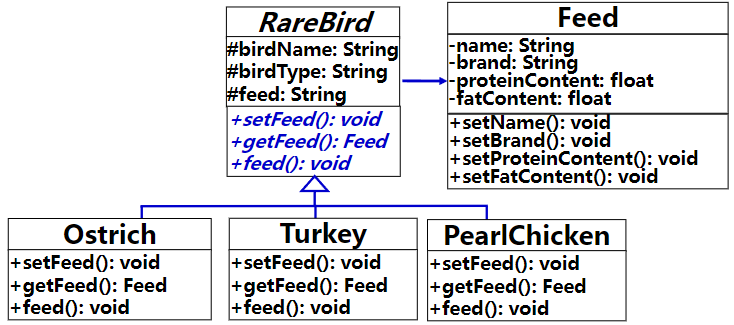 RareBird
#birdName: String
#birdType: String
#feed: String
+setFeed(): void
+getFeed(): Feed
+feed(): void
Feed
-name: String
-brand: String
-proteinContent: float
-fatContent: float
+setName(): void
+setBrand(): void
+setProteinContent(): void
+setFatContent(): void
Ostrich
+setFeed(): void
+getFeed(): Feed
+feed(): void
Turkey
+setFeed(): void
+getFeed(): Feed
+feed(): void
PearlChicken
+setFeed(): void
+getFeed(): Feed
+feed(): void